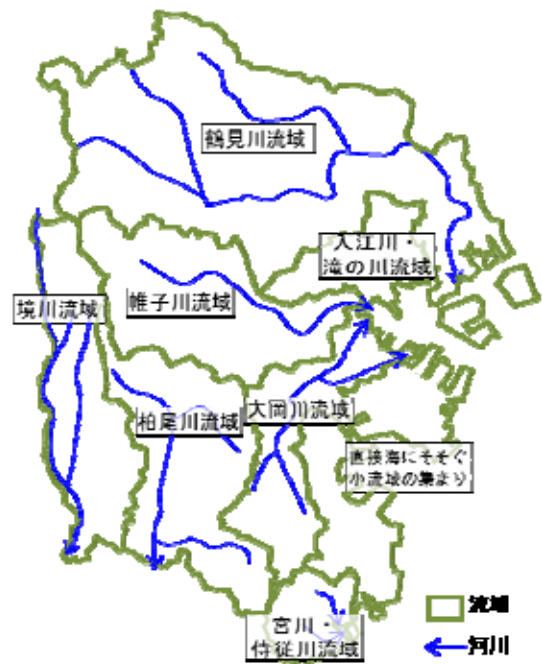 鶴見川流域
入江川・
滝の川流域
境川流域
帷子川流域
柏尾川流域
大岡川流域
直接海にそそぐ
小流域の集まり
宮川・
侍従川流域
流域
河川